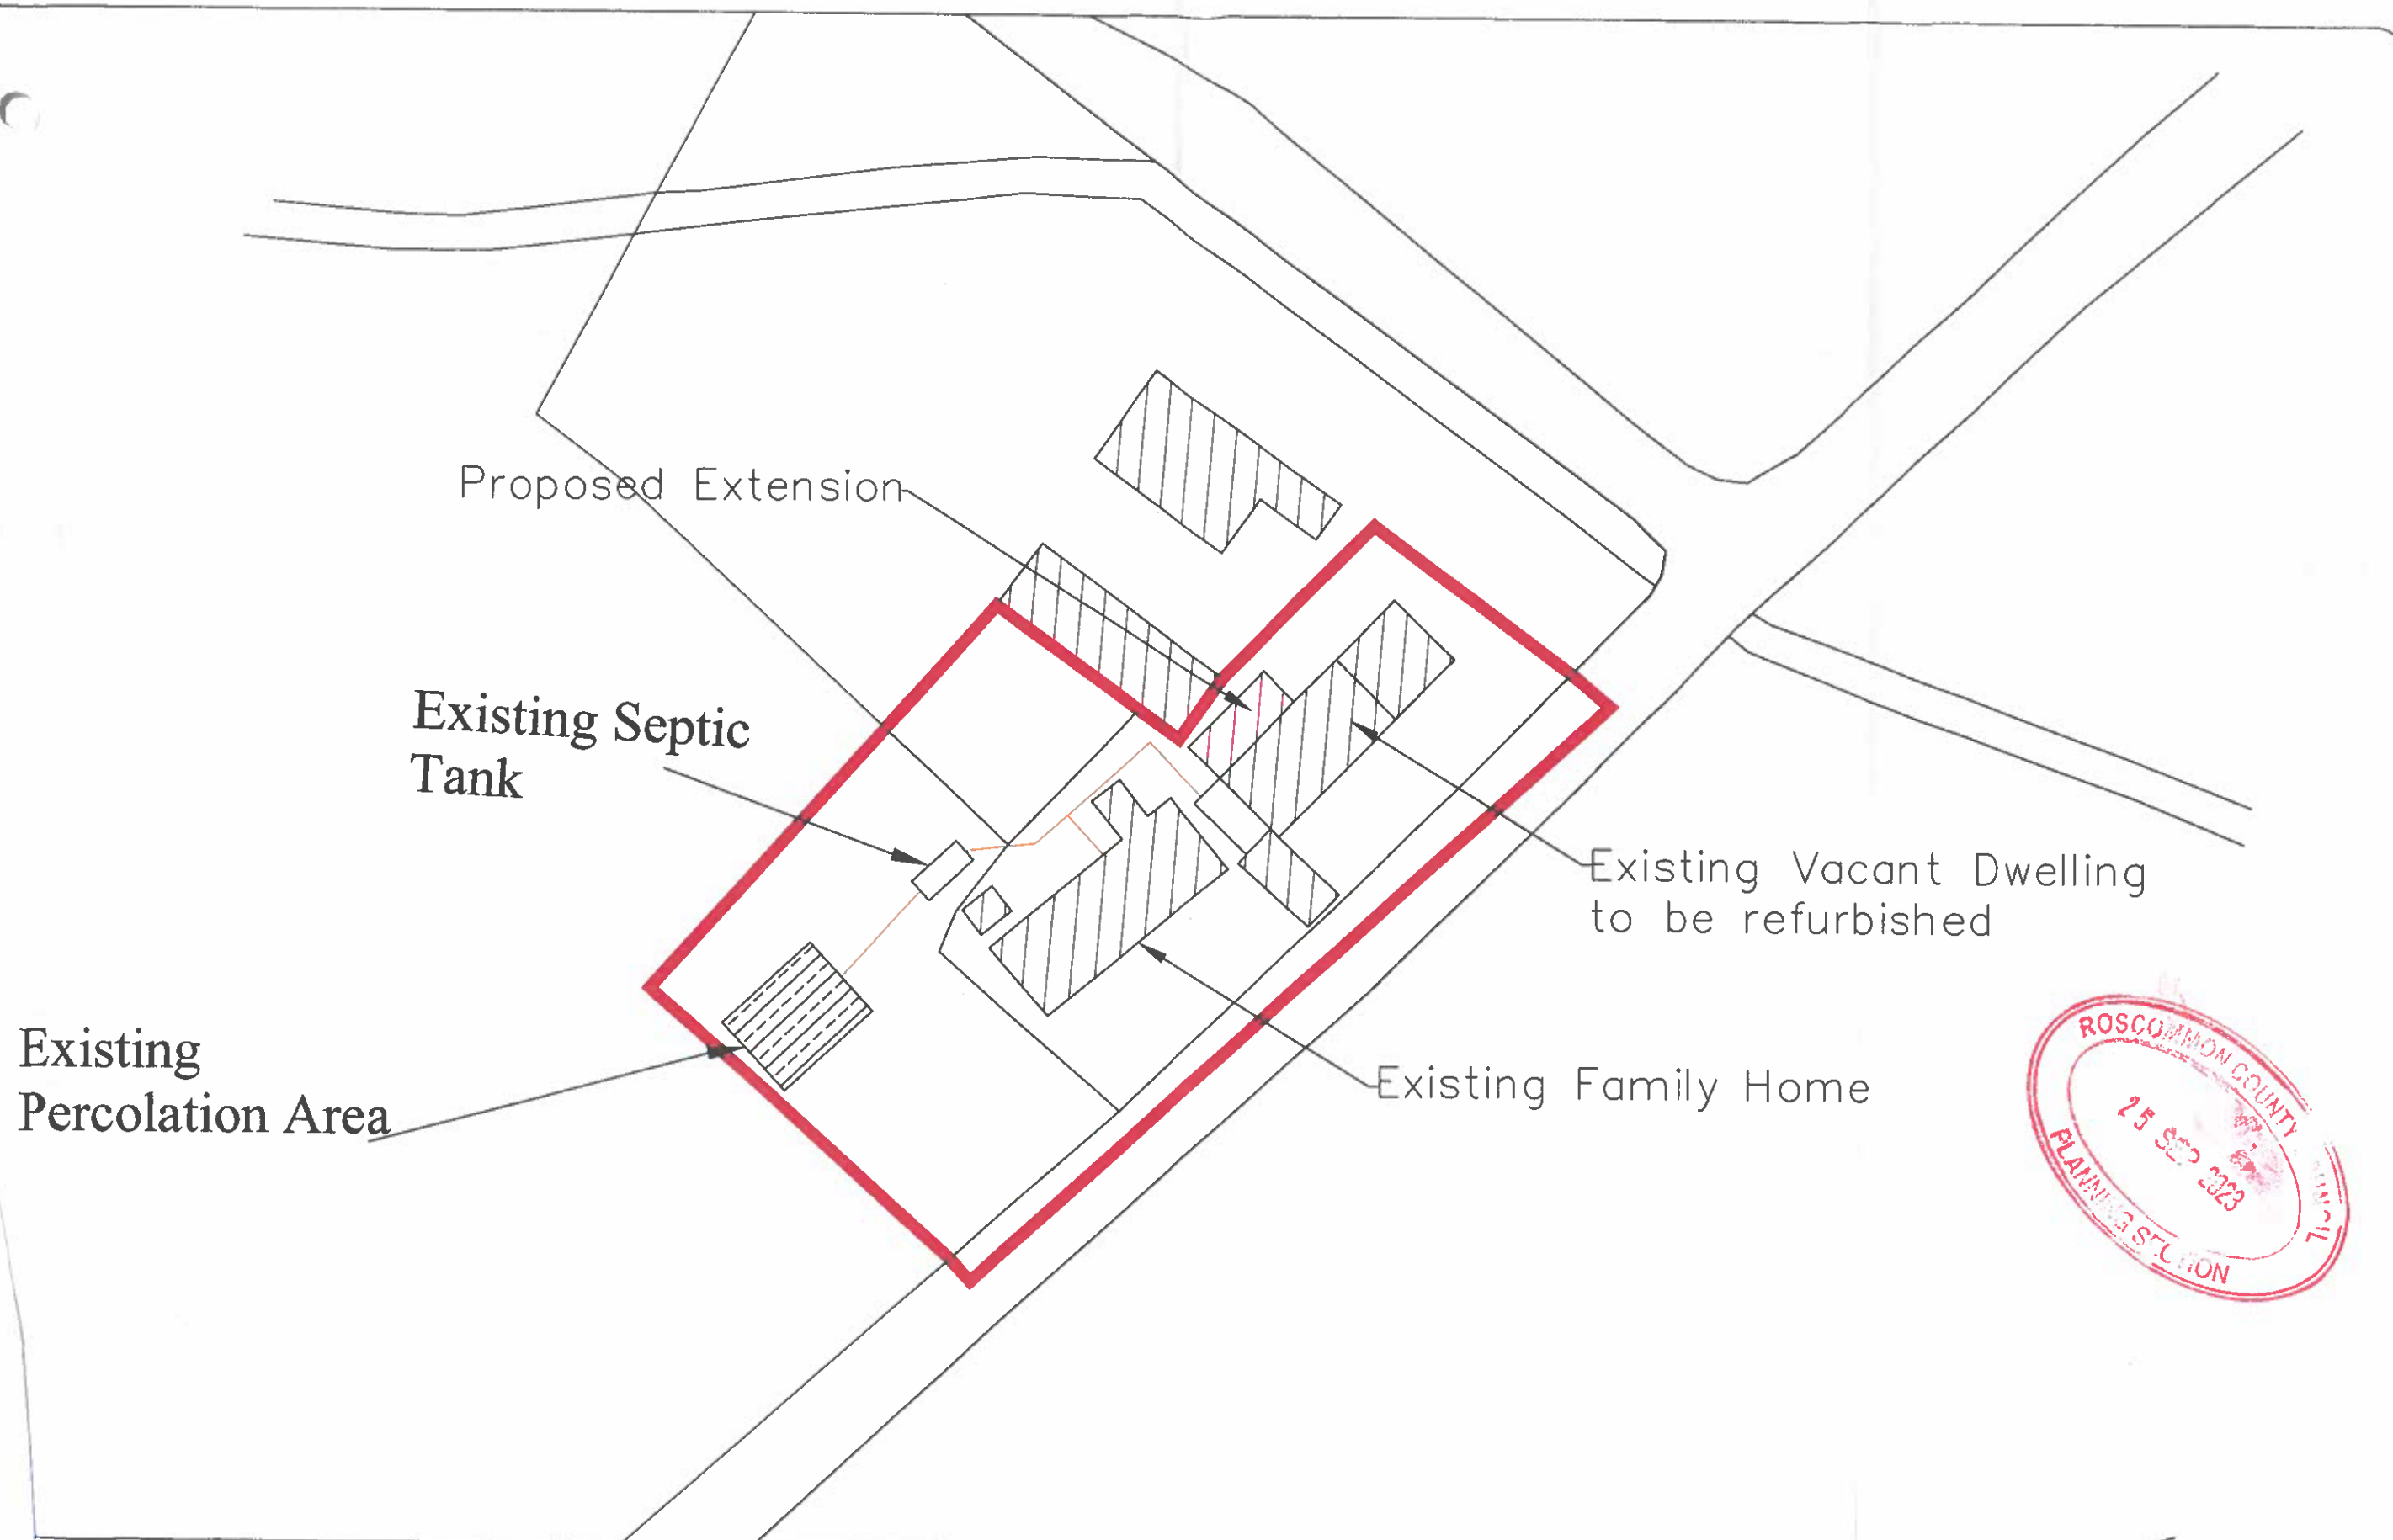 Proposed Extension
Existing Septic
Tank
Existing Vacant Dwelling
to be refurbished
Existing
Percolation Area
Existing Family Home
ROSCOMMON COUNTY
25 SEP 2023
PLANNING SECTION